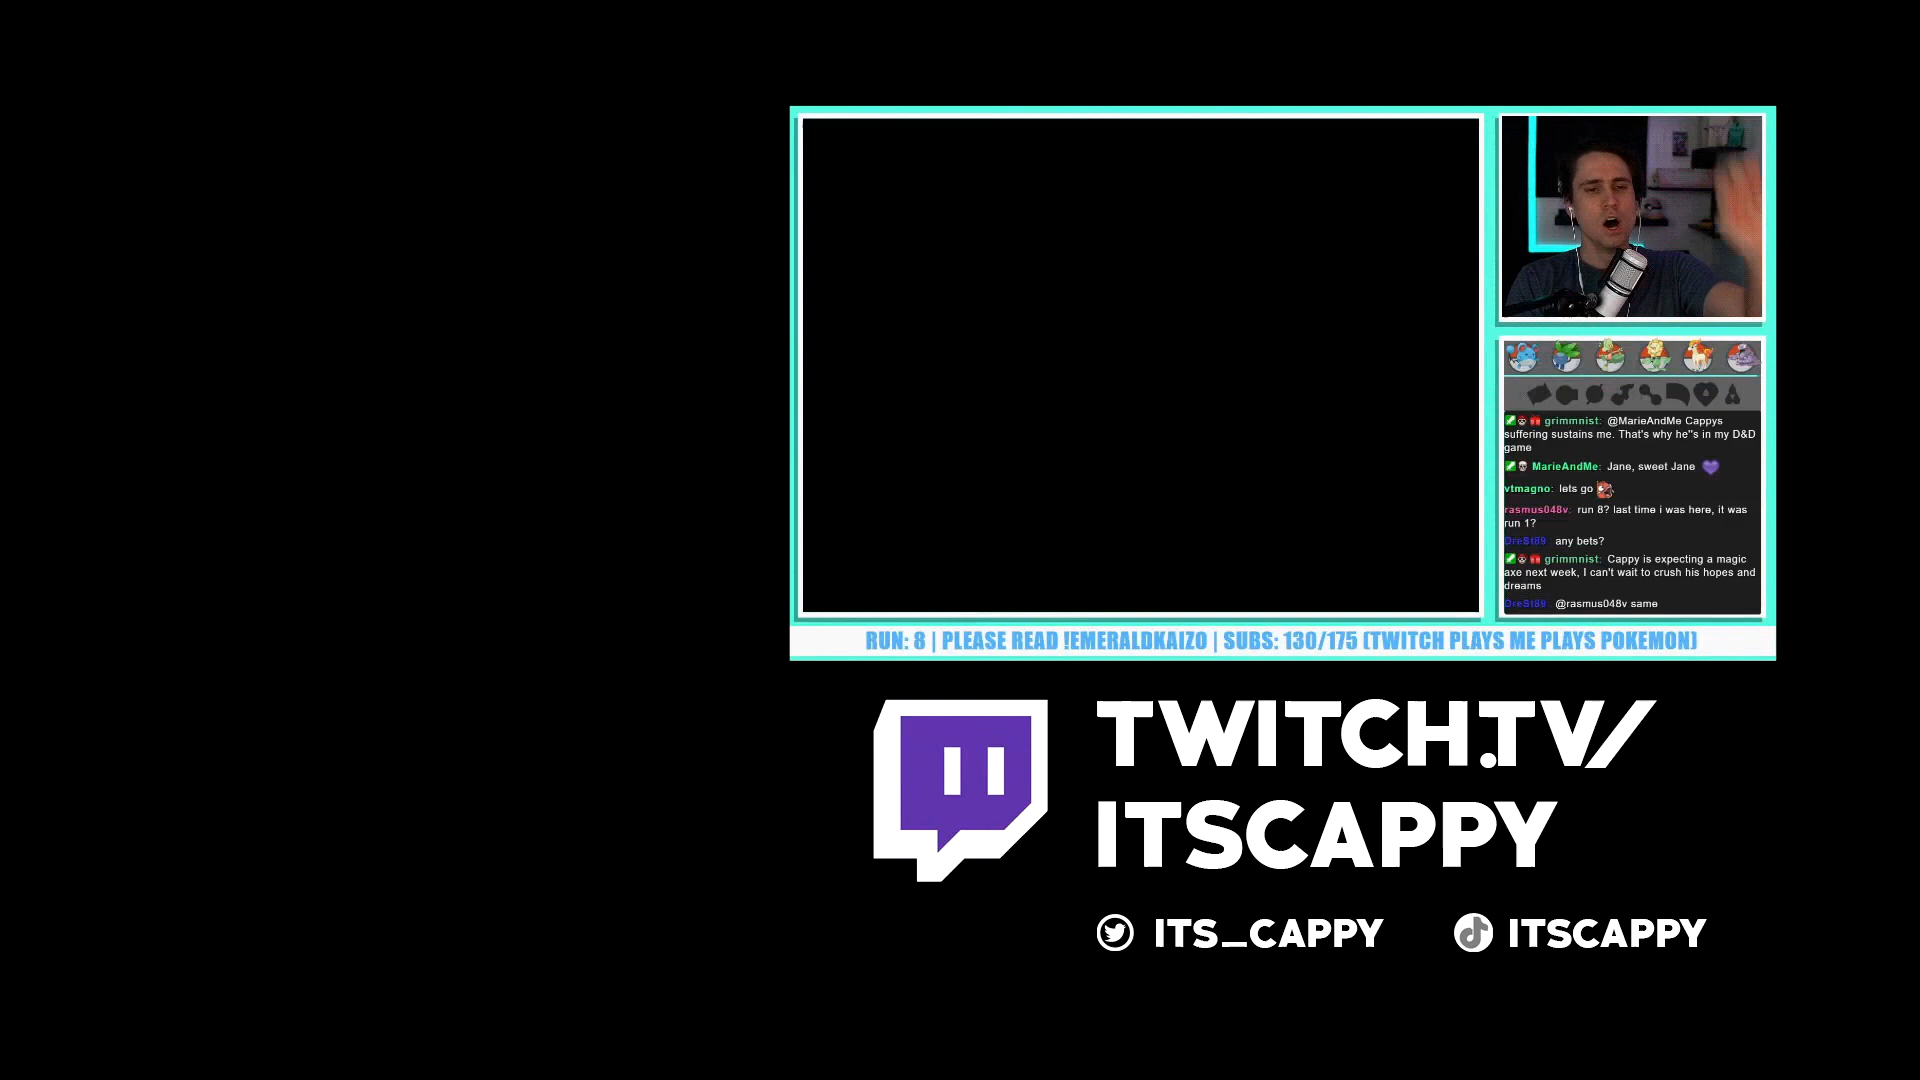 grimmnist: @MarieAndMe Cappys
suffering sustains me. That's why he"s in my D&D
game
MarieAndMe: Jane, sweet Jane
vtmagno: lets go
rasmus048v: run 8? last time i was here, it was
run 1?
DreSt89: any bets?
grimmnist: Cappy is expecting a magic
axe next week, I can't wait to crush his hopes and
dreams
DreSt89: @rasmus048v same
RUN: 8 | PLEASE READ !EMERALDKAIZO | SUBS: 130/175 (TWITCH PLAYS ME PLAYS POKEMON)
TWITCH.TV/
ITSCAPPY
ITS_CAPPY
ITSCAPPY